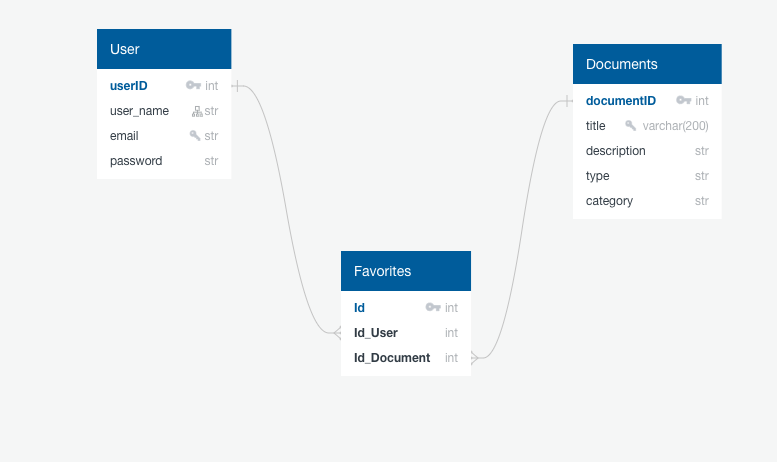 User
userID int
user_name str
email str
password str
Documents
documentID int
title varchar(200)
description str
type str
category str
Favorites
Id int
Id_User int
Id_Document int